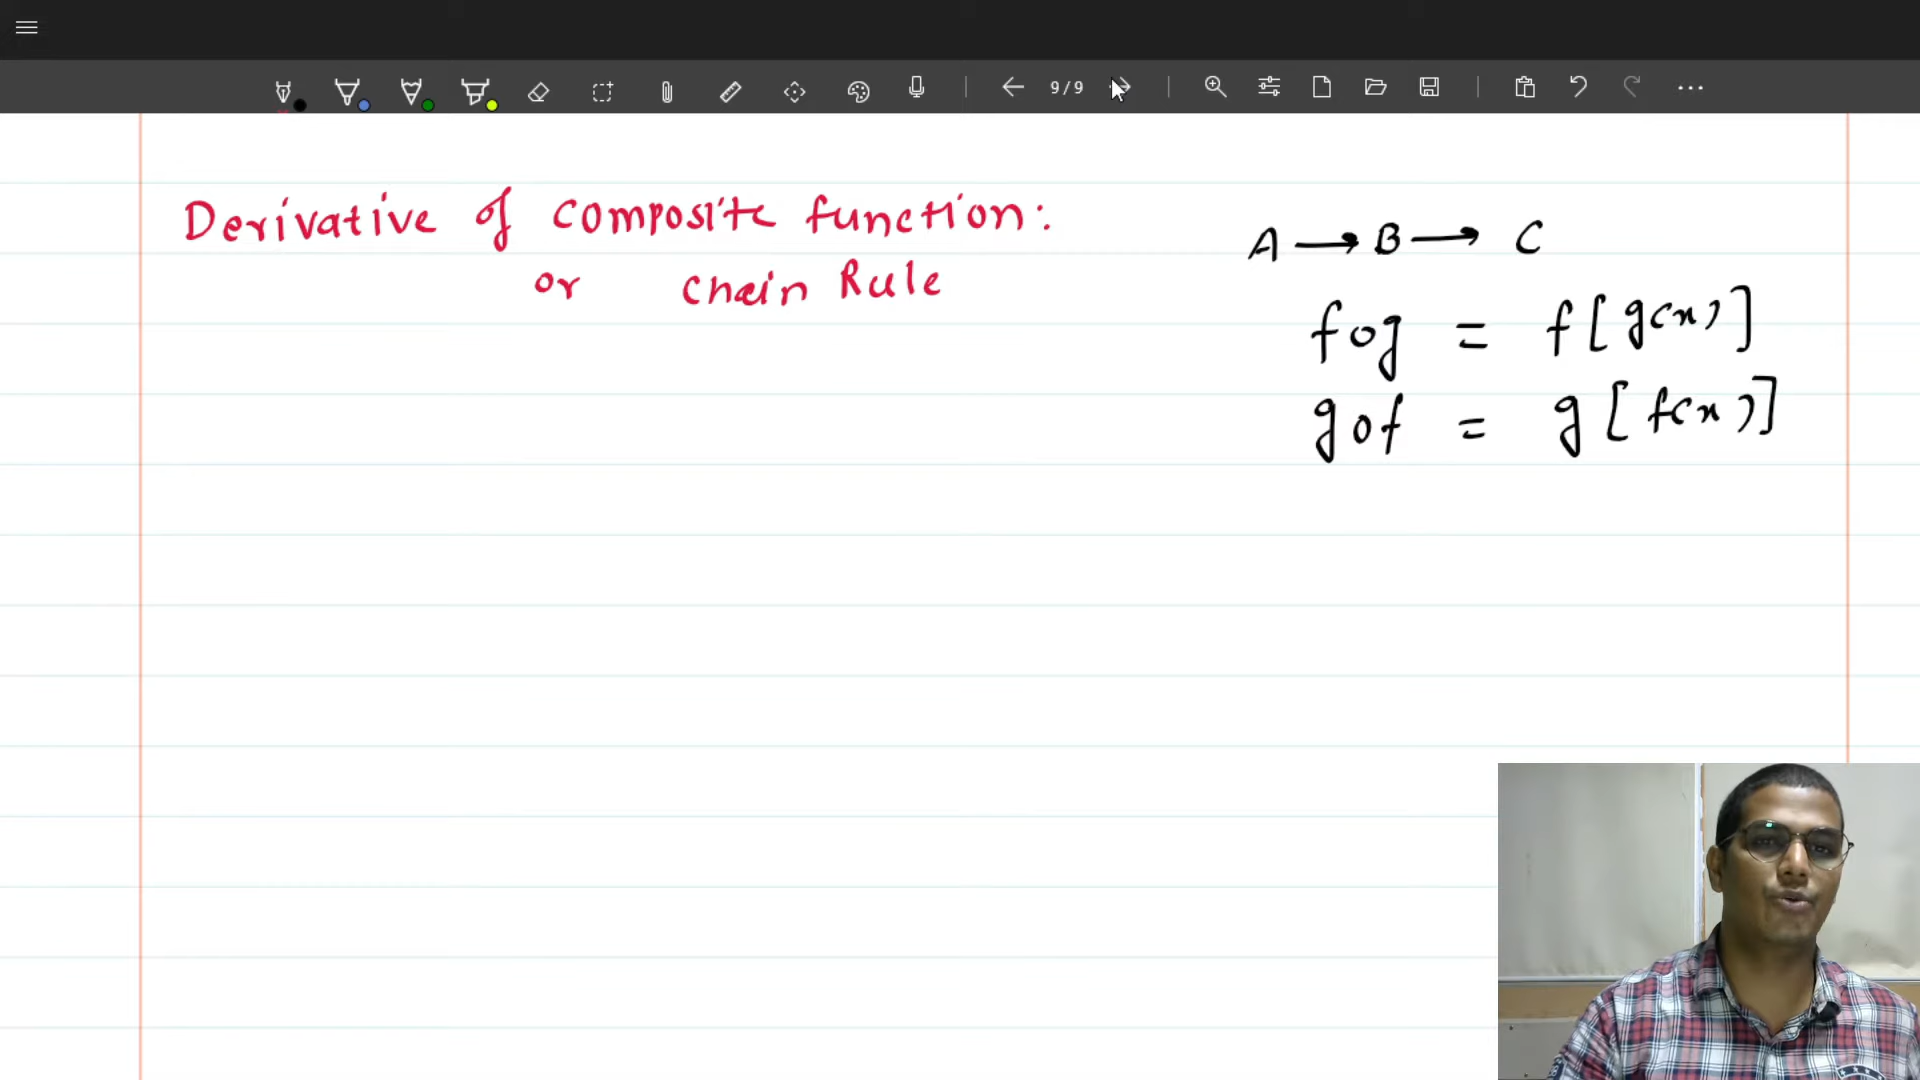 9/9
Derivative of composite function:
or chain Rule
A → B → C
fog = f[g(x)]
gof = g[f(x)]